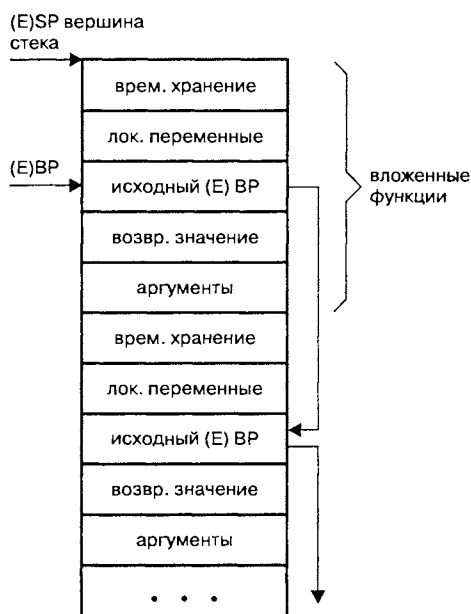 (E)SP вершина
стека
врем. хранение
лок. переменные
(E)BP
исходный (E) BP
вложенные
функции
возвр. значение
аргументы
врем. хранение
лок. переменные
исходный (E) BP
возвр. значение
аргументы
. . .